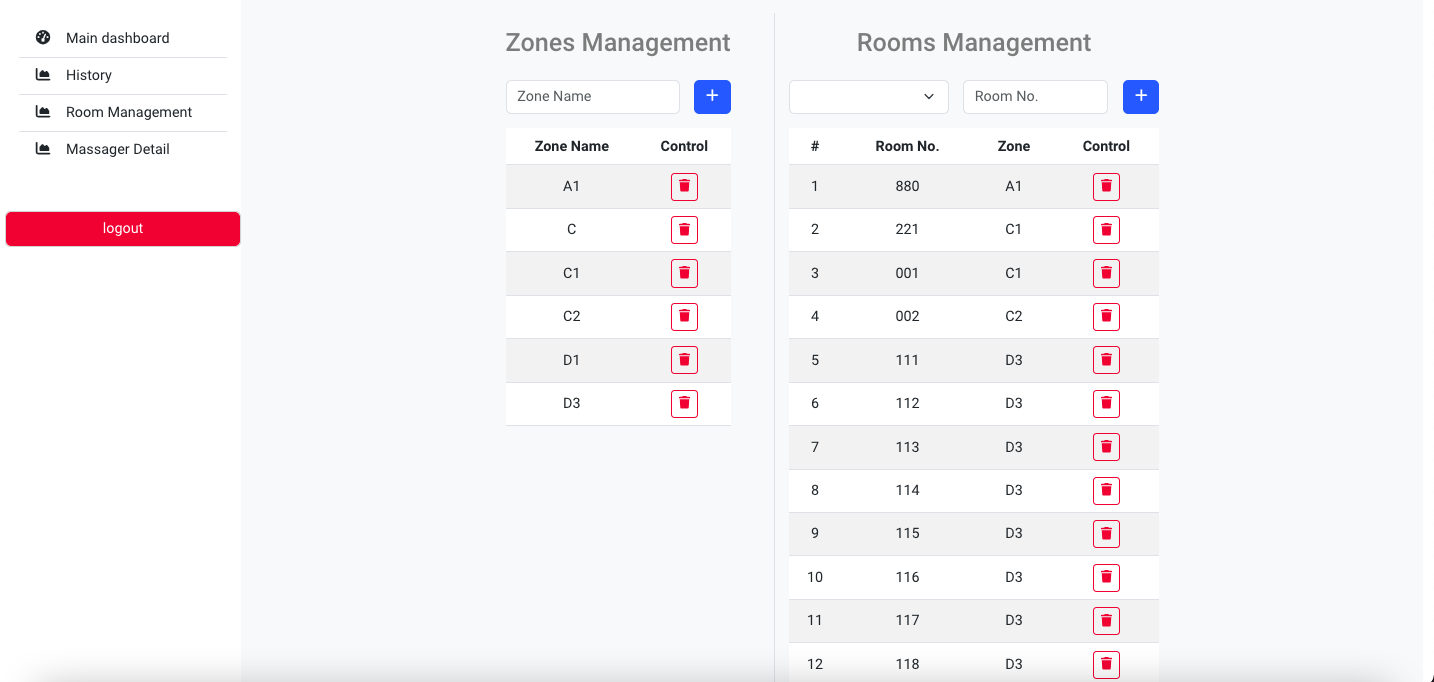 Main dashboard
History
Room Management
Massager Detail
logout
Zones Management
Zone Name
Zone Name Control
A1
C
C1
C2
D1
D3
Rooms Management
Room No.
# Room No. Zone Control
1 880 A1
2 221 C1
3 001 C1
4 002 C2
5 111 D3
6 112 D3
7 113 D3
8 114 D3
9 115 D3
10 116 D3
11 117 D3
12 118 D3